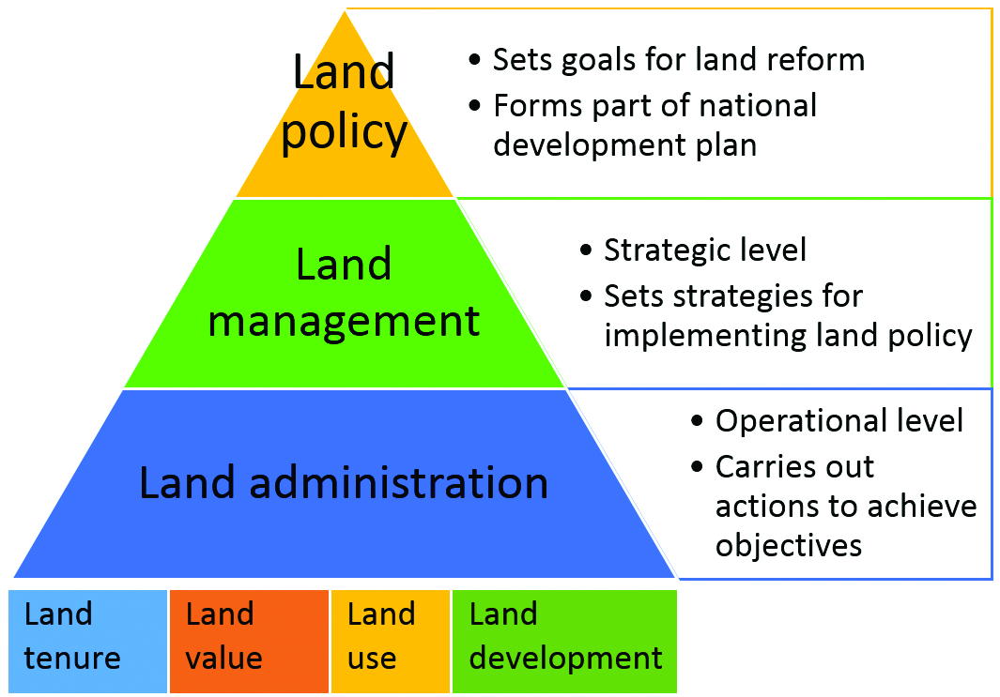 Land
policy
• Sets goals for land reform
• Forms part of national
development plan
Land
management
• Strategic level
• Sets strategies for
implementing land policy
Land administration
• Operational level
• Carries out
actions to achieve
objectives
Land
tenure
Land
value
Land
use
Land
development